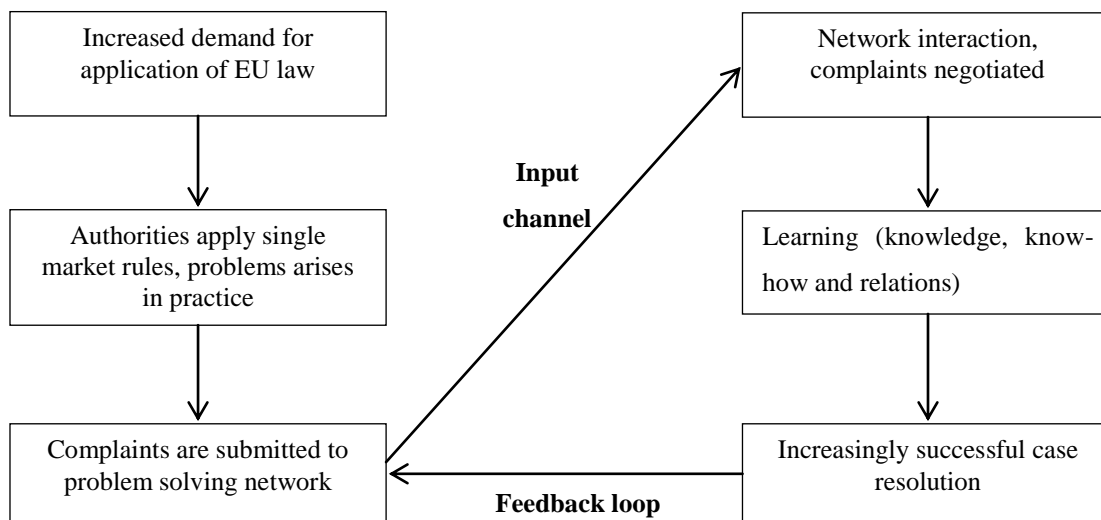 Increased demand for
application of EU law
Authorities apply single
market rules, problems arises
in practice
Complaints are submitted to
problem solving network
Input
channel
Network interaction,
complaints negotiated
Learning (knowledge, know-
how and relations)
Increasingly successful case
resolution
Feedback loop